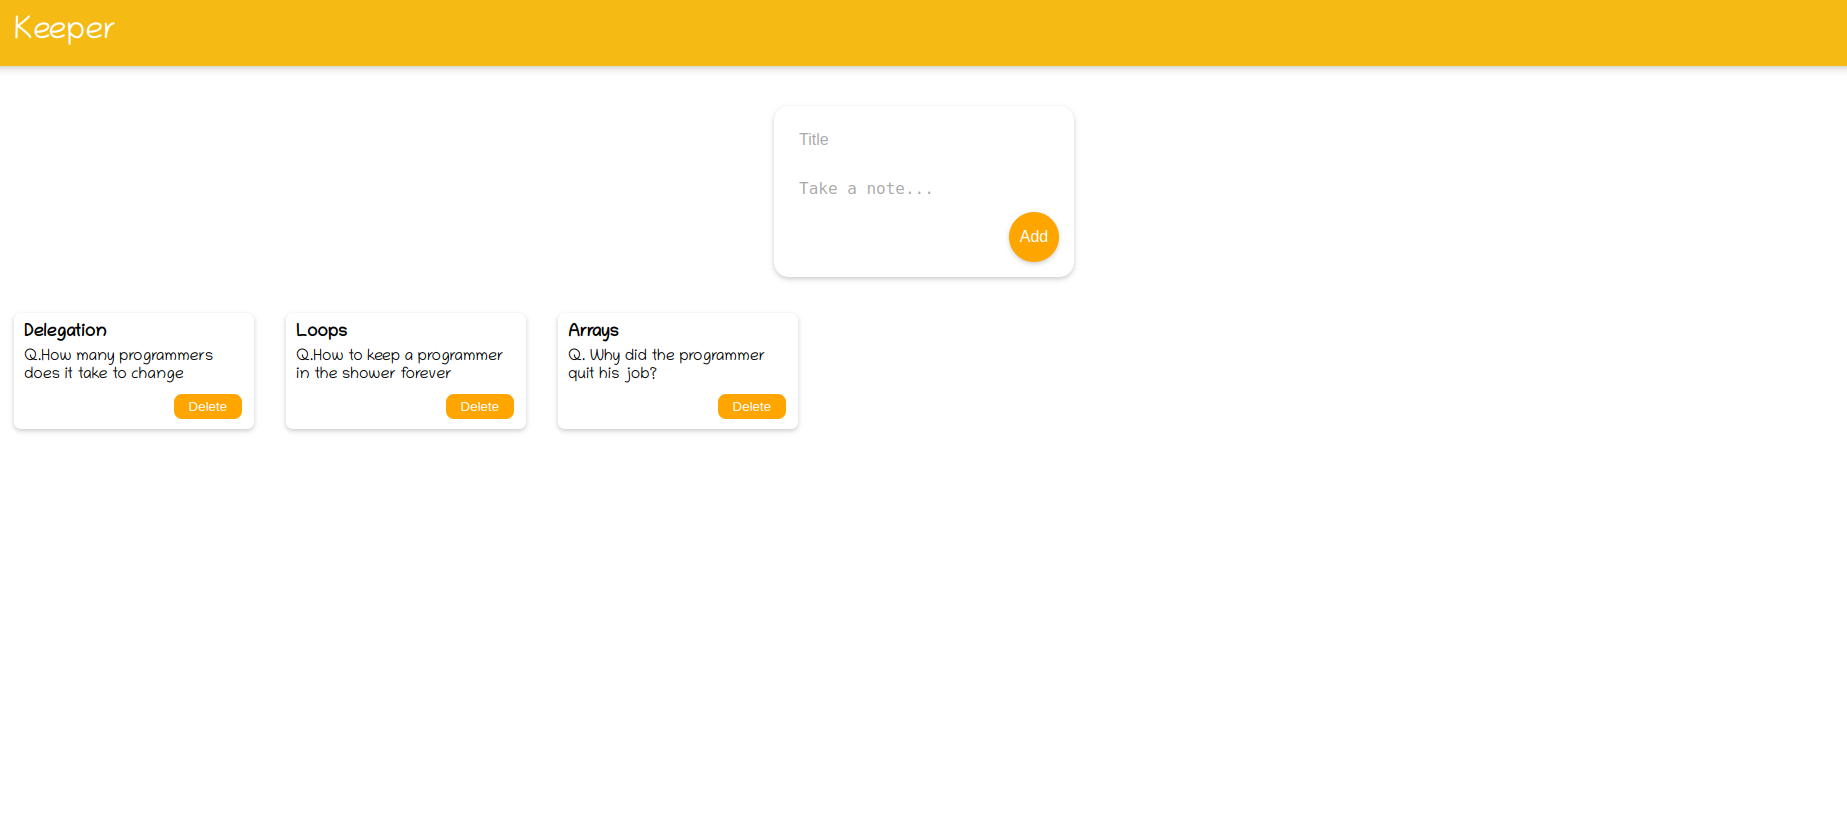 Keeper
Title
Take a note...
Add
Delegation
Q.How many programmers
does it take to change
Delete
Loops
Q.How to keep a programmer
in the shower forever
Delete
Arrays
Q. Why did the programmer
quit his job?
Delete